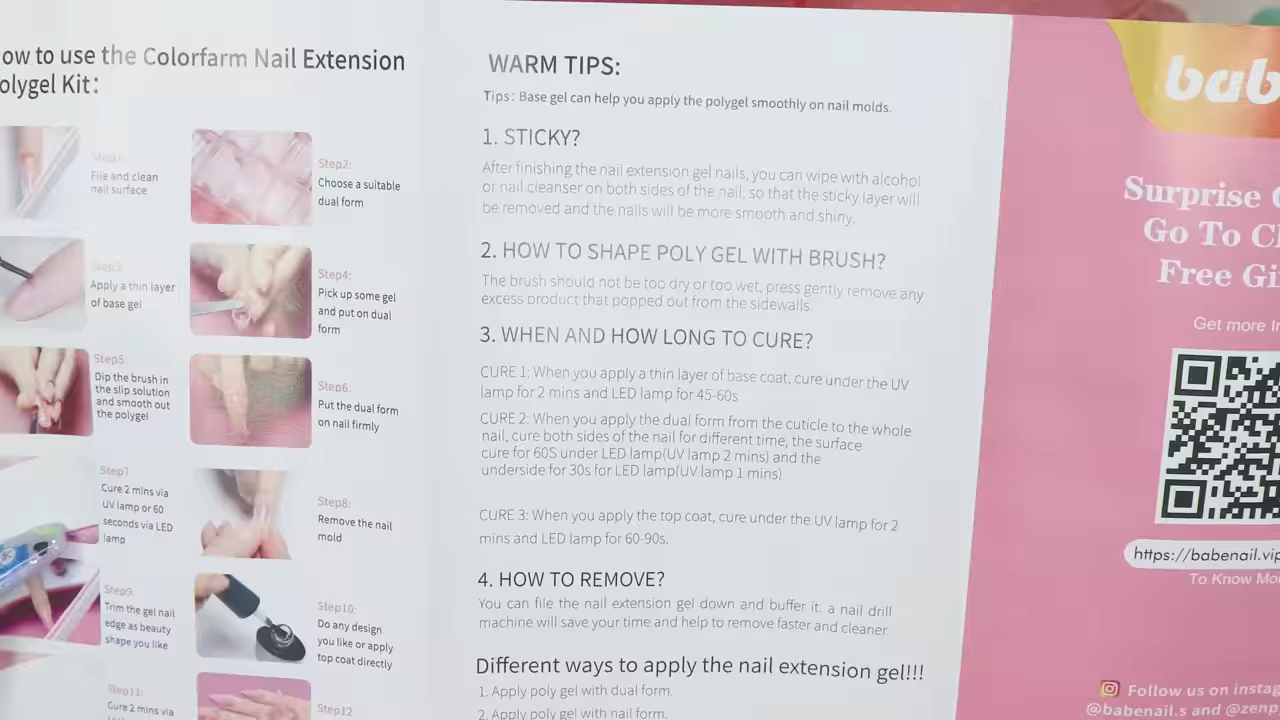 ow to use the Colorfarm Nail Extension
olygel Kit:
Step1:
File and clean
nail surface
Step2:
Choose a suitable
dual form
Step3:
Apply a thin layer
of base gel
Step4:
Pick up some gel
and put on dual
form
Step5:
Dip the brush in
the slip solution
and smooth out
the polygel
Step6:
Put the dual form
on nail firmly
Step7
Cure 2 mins via
UV lamp or 60
seconds via LED
lamp
Step8:
Remove the nail
mold
Step9:
Trim the gel nail
edge as beauty
shape you like
Step10:
Do any design
you like or apply
top coat directly
Step11:
Cure 2 mins via
Step12
WARM TIPS:
Tips: Base gel can help you apply the polygel smoothly on nail molds.
1. STICKY?
After finishing the nail extension gel nails, you can wipe with alcohol
or nail cleanser on both sides of the nail, so that the sticky layer will
be removed and the nails will be more smooth and shiny.
2. HOW TO SHAPE POLY GEL WITH BRUSH?
The brush should not be too dry or too wet, press gently remove any
excess product that popped out from the sidewalls.
3. WHEN AND HOW LONG TO CURE?
CURE 1: When you apply a thin layer of base coat, cure under the UV
lamp for 2 mins and LED lamp for 45-60s
CURE 2: When you apply the dual form from the cuticle to the whole
nail, cure both sides of the nail for different time, the surface
cure for 60S under LED lamp(UV lamp 2 mins) and the
underside for 30s for LED lamp(UV lamp 1 mins)
CURE 3: When you apply the top coat, cure under the UV lamp for 2
mins and LED lamp for 60-90s.
4. HOW TO REMOVE?
You can file the nail extension gel down and buffer it. a nail drill
machine will save your time and help to remove faster and cleaner.
Different ways to apply the nail extension gel!!!
1. Apply poly gel with dual form.
2. Apply poly gel with nail form.
bab
Surprise
Go To
Free Gi
Get more
https://babenail.vip
To Know Mo
Follow us on instag
@babenail.s and @zenp